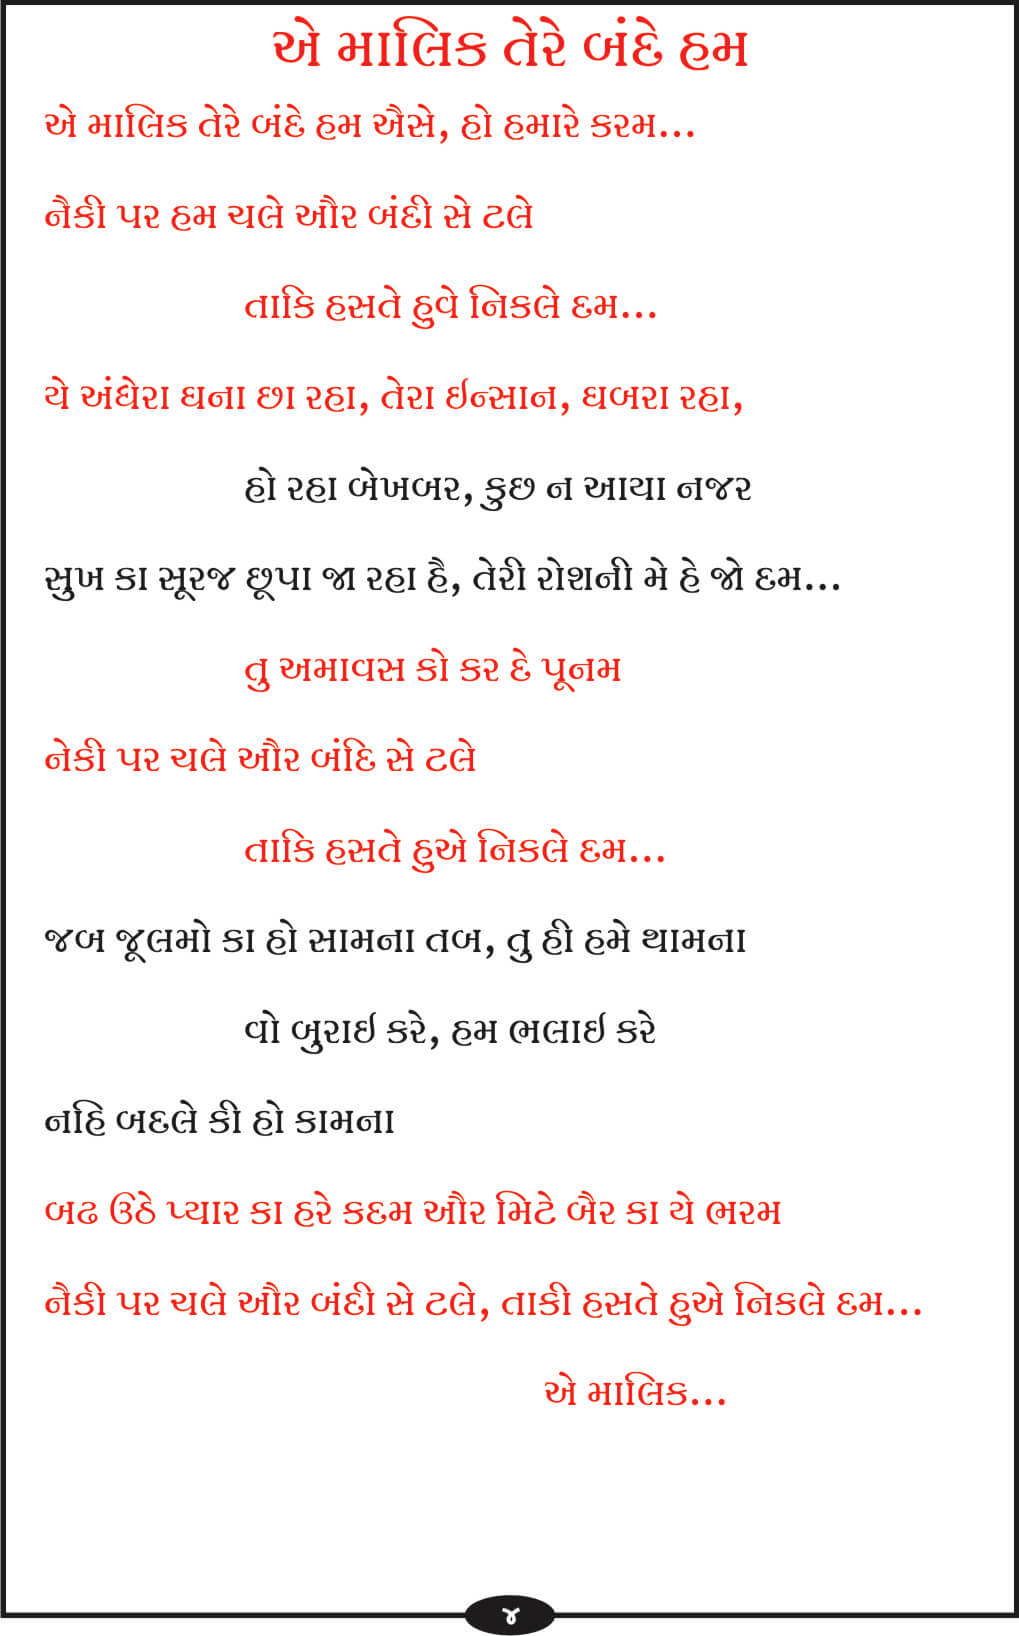 એ માલિક તેરે બંદે હમ
એ માલિક તેરે બંદે હમ ઐસે, હો હમારે કરમ...
નૈકી પર હમ ચલે ઔર બંદી સે ટલે
તાકિ હસતે હુવે નિકલે દમ...
યે અંધેરા ઘના છા રહા, તેરા ઈન્સાન, ઘબરા રહા,
હો રહા બેખબર, કુછ ન આયા નજર
સુખ કા સૂરજ છૂપા જા રહા હૈ, તેરી રોશની મે હે જો દમ...
તુ અમાવસ કો કર દે પૂનમ
નેકી પર ચલે ઔર બંદિ સે ટલે
તાકિ હસતે હુએ નિકલે દમ...
જબ જૂલમો કા હો સામના તબ, તુ હી હમે થામના
વો બુરાઈ કરે, હમ ભલાઈ કરે
નહિ બદલે કી હો કામના
બઢ ઉઠે પ્યાર કા હરે કદમ ઔર મિટે બૈર કા યે ભરમ
નૈકી પર ચલે ઔર બંદી સે ટલે, તાકી હસતે હુએ નિકલે દમ...
એ માલિક...
૪